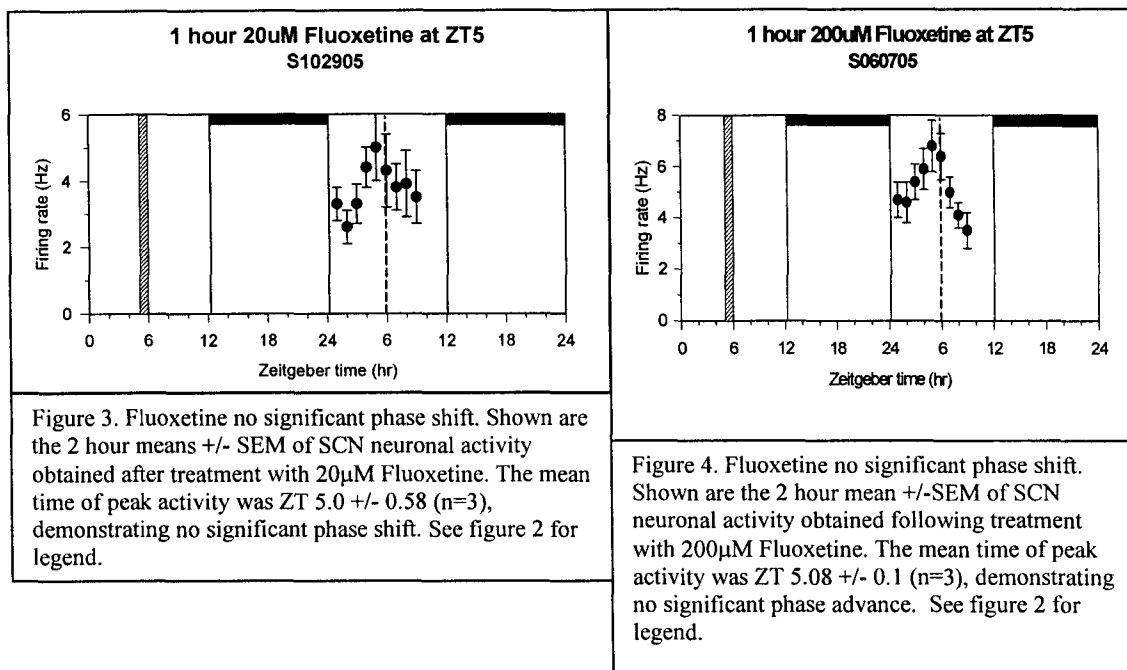 1 hour 20uM Fluoxetine at ZT5
S102905
Firing rate (Hz)
6
4
2
0
0 6 12 18 24 6 12 18 24
Zeitgeber time (hr)
Figure 3. Fluoxetine no significant phase shift. Shown are
the 2 hour means +/- SEM of SCN neuronal activity
obtained after treatment with 20µM Fluoxetine. The mean
time of peak activity was ZT 5.0 +/- 0.58 (n=3),
demonstrating no significant phase shift. See figure 2 for
legend.
1 hour 200uM Fluoxetine at ZT5
S060705
Firing rate (Hz)
8
6
4
2
0
0 6 12 18 24 6 12 18 24
Zeitgeber time (hr)
Figure 4. Fluoxetine no significant phase shift.
Shown are the 2 hour mean +/-SEM of SCN
neuronal activity obtained following treatment
with 200µM Fluoxetine. The mean time of peak
activity was ZT 5.08 +/- 0.1 (n=3), demonstrating
no significant phase advance. See figure 2 for
legend.